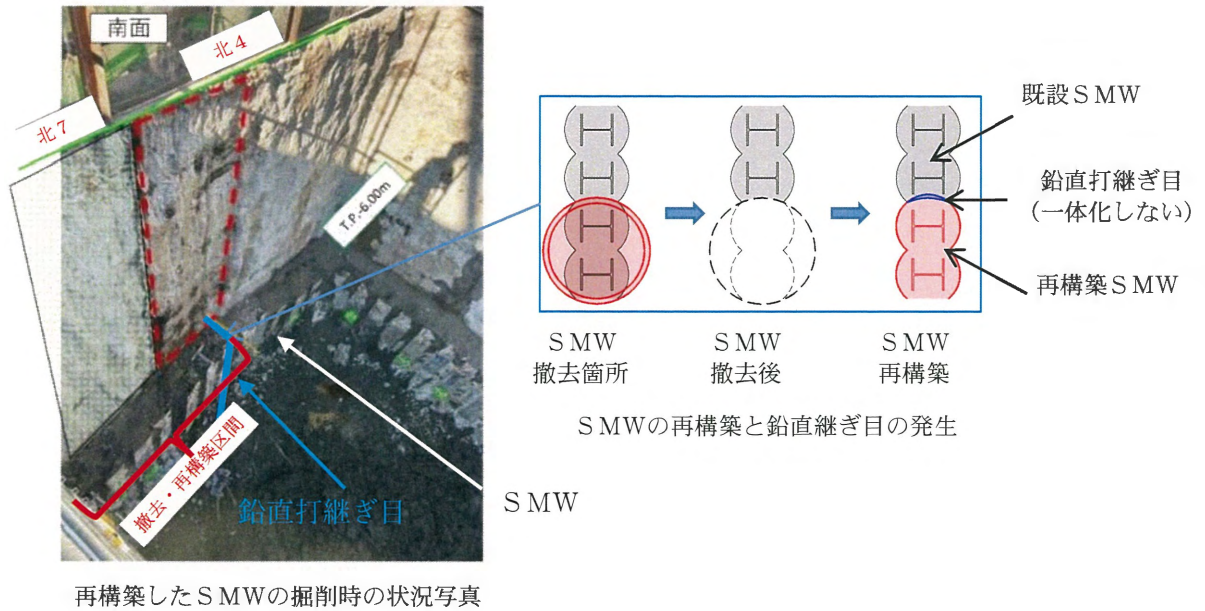 南面
北4
北7
T.P.-6.00m
撤去・再構築区間
鉛直打継ぎ目
SMW
再構築したSMWの掘削時の状況写真
既設SMW
鉛直打継ぎ目
(一体化しない)
再構築SMW
SMW
撤去箇所
SMW
撤去後
SMW
再構築
SMWの再構築と鉛直継ぎ目の発生